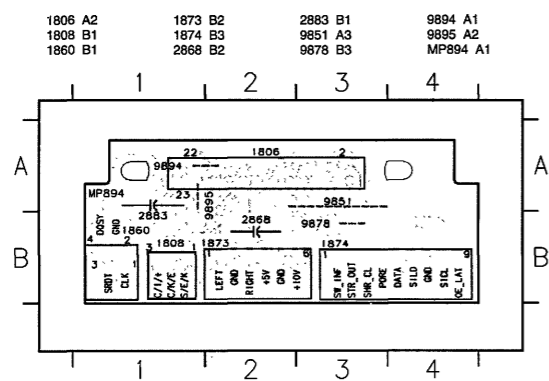 1806 A2 1873 B2 2883 B1 9894 A1
1808 B1 1874 B3 9851 A3 9895 A2
1860 B1 2868 B2 9878 B3 MP894 A1
1 2 3 4
A A
22 1806 2
9894
MP894 23
9895 9851
2883
DOSY GND 2868 9878
4 2 1860
3 1808 1 1873 1874
B B
3 1 1 6 1 9
SRDT CLK C/I/+ C/K/E S/E/K LEFT GND RIGHT +5V GND +10V SW_INF STR_OUT SHR_CL PORE DATA SILD GND SICL OE_LAT
1 2 3 4